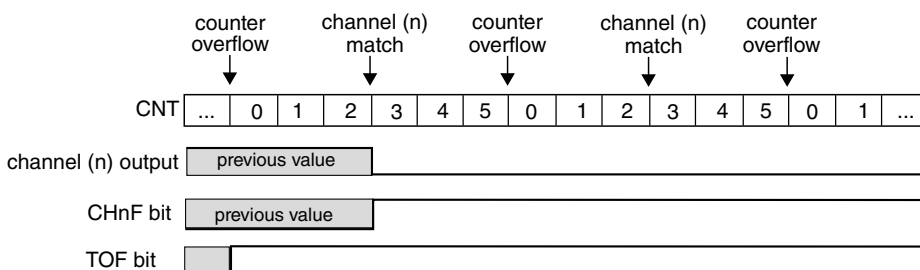 counter overflow
channel (n) match
counter overflow
channel (n) match
counter overflow
CNT ... 0 1 2 3 4 5 0 1 2 3 4 5 0 1 ...
channel (n) output previous value
CHnF bit previous value
TOF bit